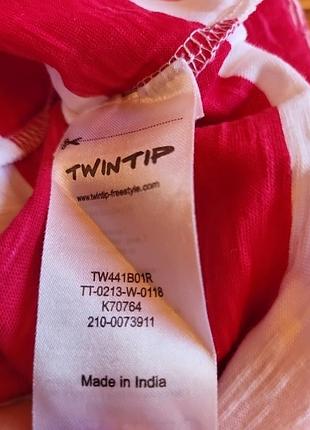 TWINTIP
www.twintip-freestyle.com
TW441B01R
TT-0213-W-0118
K70764
210-0073911
Made in India